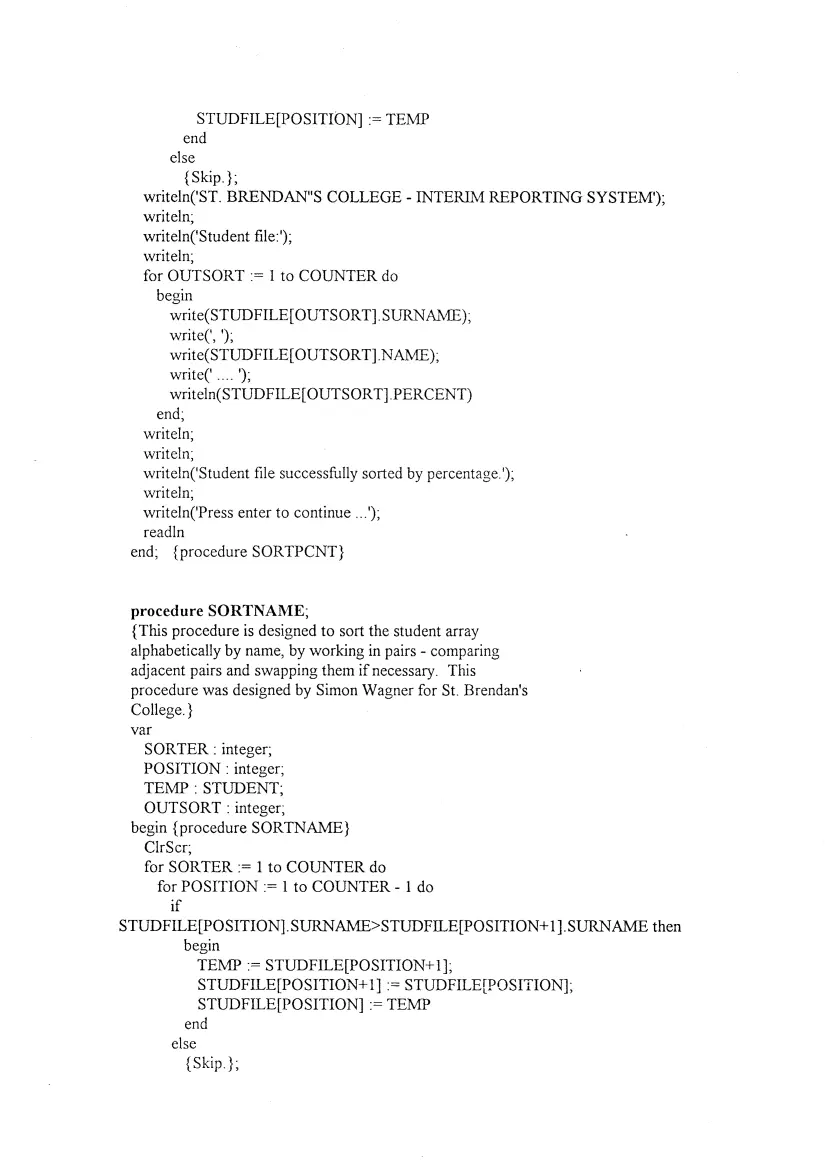 STUDFILE[POSITION] := TEMP
end
else
{Skip.};
writeln('ST. BRENDAN"S COLLEGE - INTERIM REPORTING SYSTEM');
writeln;
writeln('Student file:');
writeln;
for OUTSORT := 1 to COUNTER do
begin
write(STUDFILE[OUTSORT].SURNAME);
write(', ');
write(STUDFILE[OUTSORT].NAME);
write(' .... ');
writeln(STUDFILE[OUTSORT].PERCENT)
end;
writeln;
writeln;
writeln('Student file successfully sorted by percentage.');
writeln;
writeln('Press enter to continue ...');
readln
end; {procedure SORTPCNT}
procedure SORTNAME;
{This procedure is designed to sort the student array
alphabetically by name, by working in pairs - comparing
adjacent pairs and swapping them if necessary. This
procedure was designed by Simon Wagner for St. Brendan's
College.}
var
SORTER : integer;
POSITION : integer;
TEMP : STUDENT;
OUTSORT : integer;
begin {procedure SORTNAME}
ClrScr;
for SORTER := 1 to COUNTER do
for POSITION := 1 to COUNTER - 1 do
if
STUDFILE[POSITION].SURNAME>STUDFILE[POSITION+1].SURNAME then
begin
TEMP := STUDFILE[POSITION+1];
STUDFILE[POSITION+1] := STUDFILE[POSITION];
STUDFILE[POSITION] := TEMP
end
else
{Skip.};